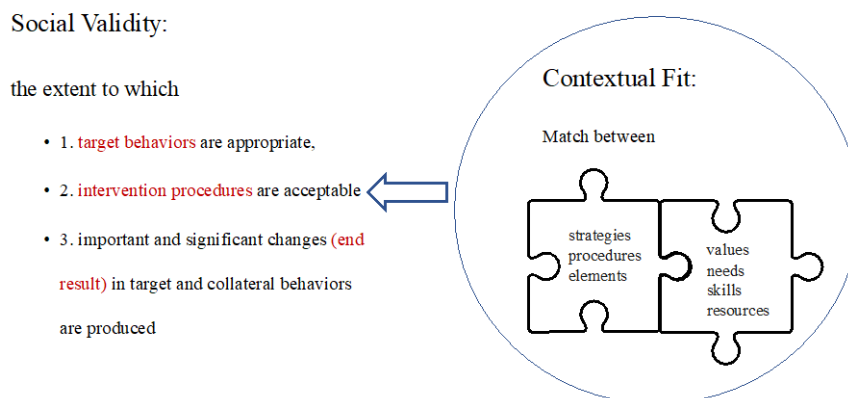 Social Validity:
the extent to which
• 1. target behaviors are appropriate,
• 2. intervention procedures are acceptable
• 3. important and significant changes (end
result) in target and collateral behaviors
are produced
Contextual Fit:
Match between
strategies
procedures
elements
values
needs
skills
resources